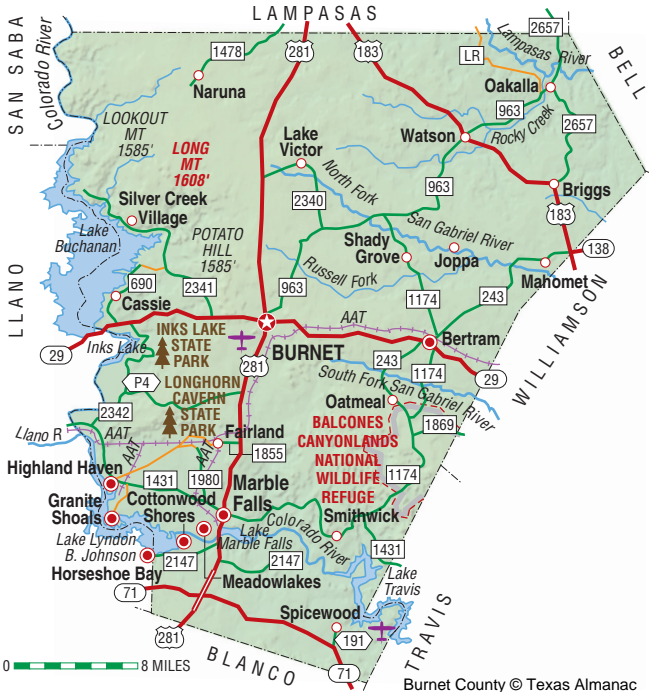 LAMPASAS
SAN SABA
Colorado River
1478
281
183
2657
LR
Lampasas River
BELL
Naruna
Oakalla
963
Rocky Creek
2657
LOOKOUT
MT
1585'
LONG
MT
1608'
Lake
Victor
Watson
North Fork
963
Briggs
Silver Creek
Village
2340
183
Lake
Buchanan
POTATO
HILL
1585'
San Gabriel River
Shady
Grove
Joppa
138
Russell Fork
Mahomet
LLANO
690
Cassie
2341
963
1174
243
WILLIAMSON
AAT
INKS LAKE
STATE
PARK
BURNET
Bertram
29
Inks Lake
281
243
1174
29
P4
LONGHORN
CAVERN
STATE
PARK
South Fork San Gabriel River
Oatmeal
2342
1869
Llano R
AAT
AAT
Fairland
BALCONES
CANYONLANDS
NATIONAL
WILDLIFE
REFUGE
1855
Highland Haven
1431
1980
Marble
Falls
1174
Granite
Shoals
Cottonwood
Shores
Colorado River
Smithwick
Lake Lyndon
B. Johnson
Lake
Marble Falls
1431
Horseshoe Bay
2147
2147
Meadowlakes
Lake
Travis
71
Spicewood
TRAVIS
281
191
BLANCO
71
0 8 MILES
Burnet County © Texas Almanac